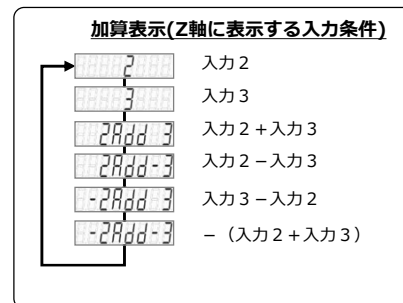 加算表示(Z軸に表示する入力条件)
2 入力2
3 入力3
2Add 3 入力2+入力3
2Add-3 入力2-入力3
-2Add 3 入力3-入力2
-2Add-3 -(入力2+入力3)